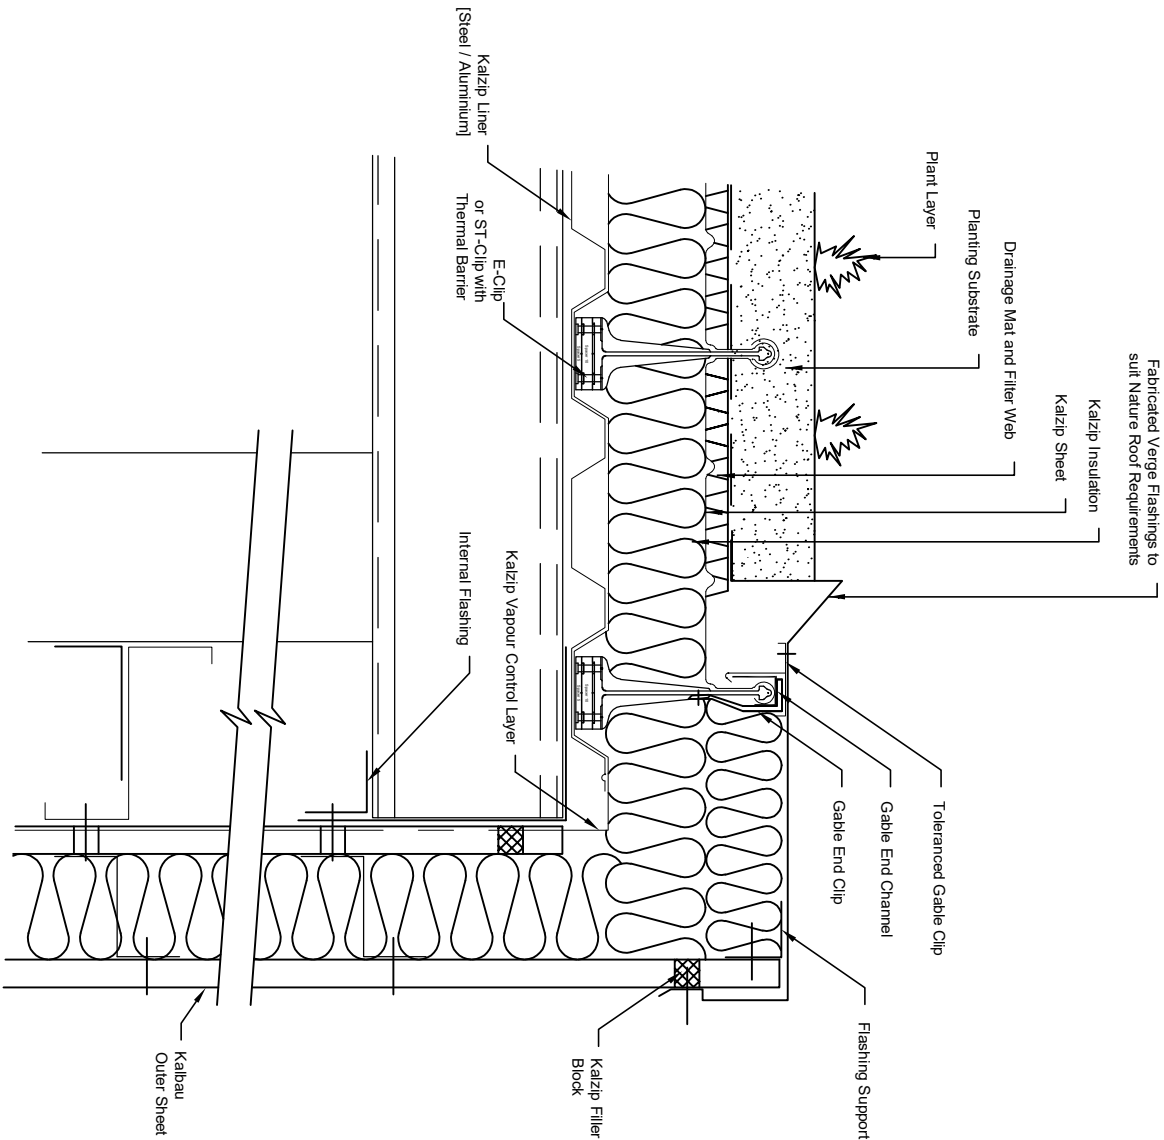 Fabricated Verge Flashings to
suit Nature Roof Requirements
Kalzip Insulation
Kalzip Sheet
Drainage Mat and Filter Web
Planting Substrate
Plant Layer
Toleranced Gable Clip
Gable End Channel
Gable End Clip
Flashing Support
Kalzip Liner
[Steel / Aluminium]
E-Clip
or ST-Clip with
Thermal Barrier
Kalzip Vapour Control Layer
Internal Flashing
Kalzip Filler
Block
Kalbau
Outer Sheet